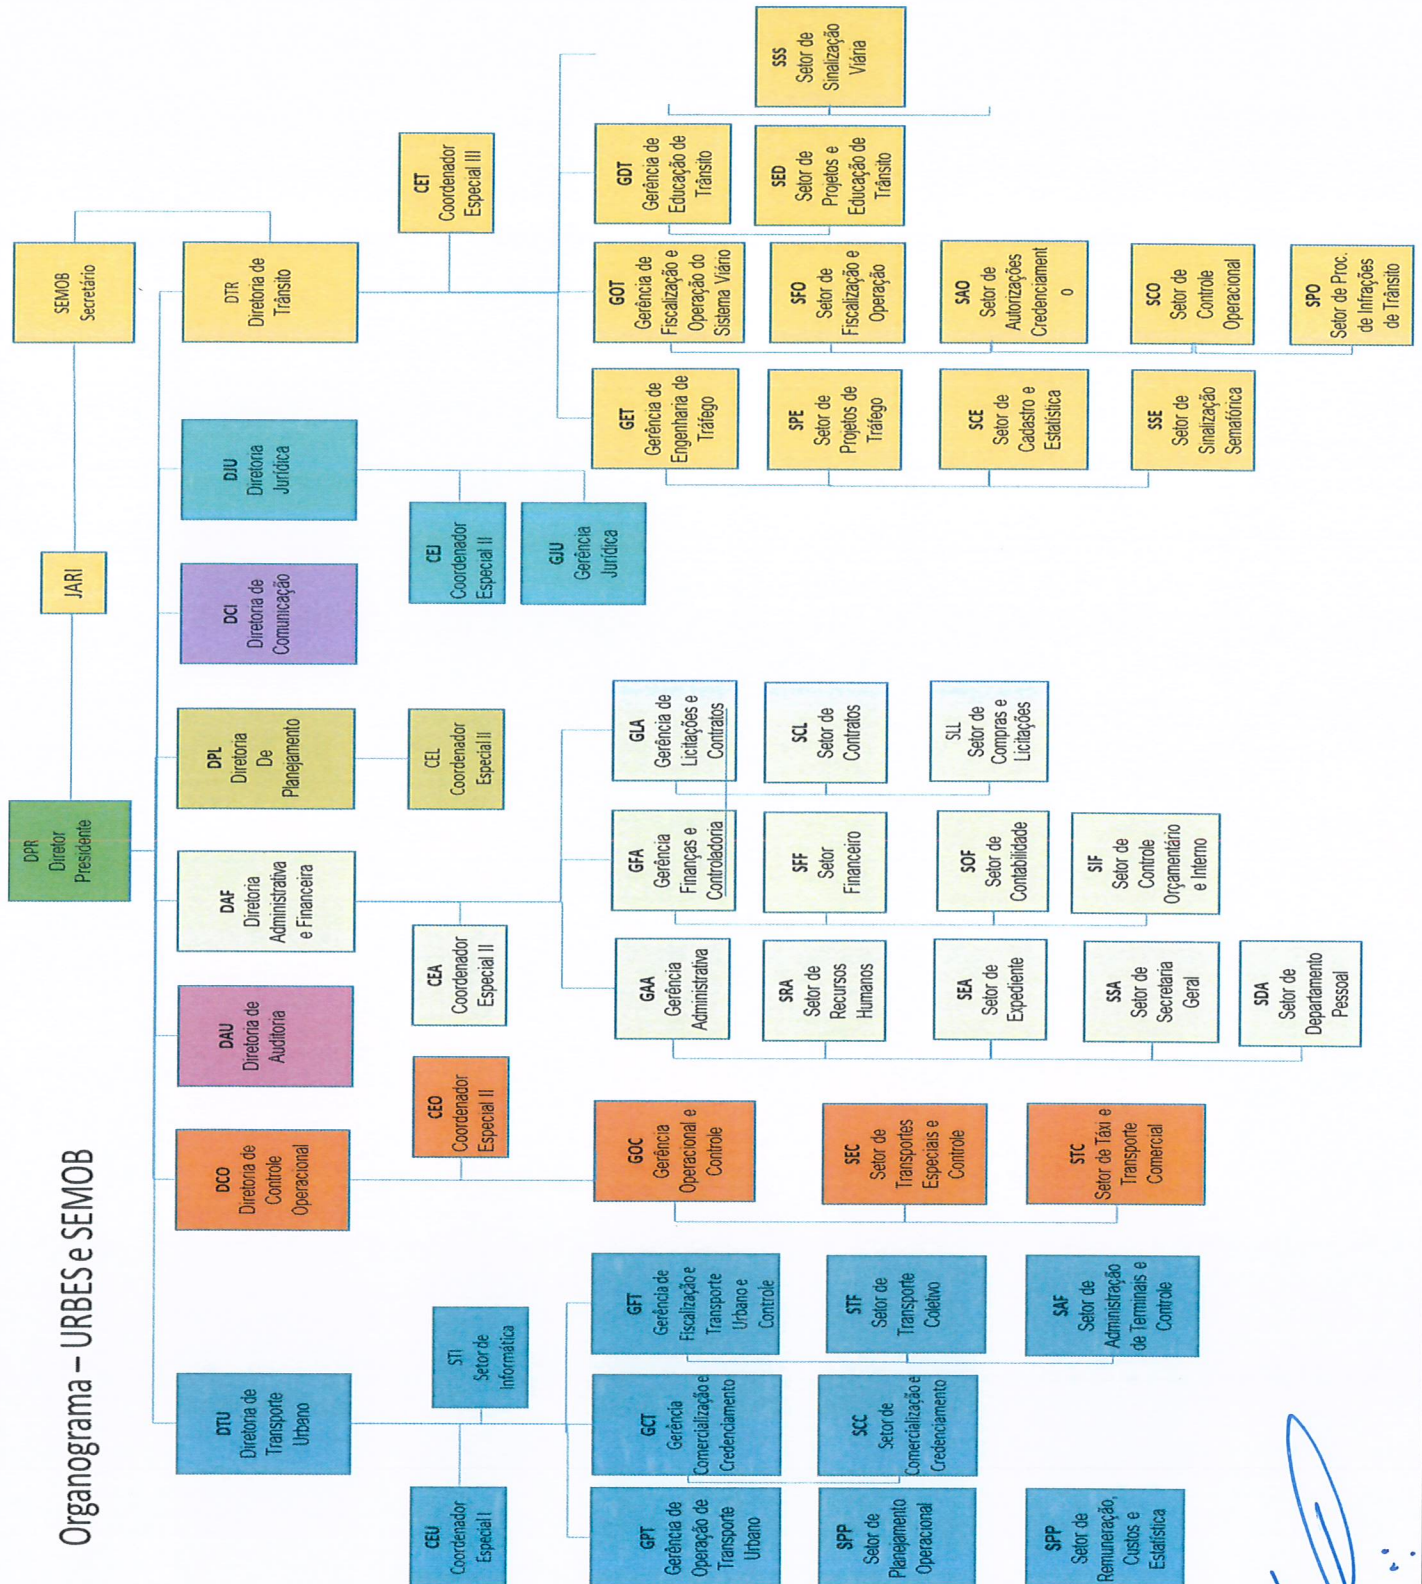 Organograma – URBES e SEMOB
DPR
Diretor
Presidente
JARI
SEMOB
Secretário
DTU
Diretoria de
Transporte
Urbano
DCO
Diretoria de
Controle
Operacional
DAU
Diretoria de
Auditoria
DAF
Diretoria
Administrativa
e Financeira
DPL
Diretoria
De
Planejamento
DCI
Diretoria de
Comunicação
DJU
Diretoria
Jurídica
DTR
Diretoria de
Trânsito
CEU
Coordenador
Especial I
STI
Setor de
Informática
CEO
Coordenador
Especial II
CEA
Coordenador
Especial II
CEL
Coordenador
Especial II
CEJ
Coordenador
Especial II
GJU
Gerência
Jurídica
CET
Coordenador
Especial III
GPT
Gerência de
Operação de
Transporte
Urbano
GCT
Gerência
Comercialização e
Credenciamento
GFT
Gerência de
Fiscalização e
Transporte
Urbano e
Controle
GOC
Gerência
Operacional e
Controle
GAA
Gerência
Administrativa
GFA
Gerência
Finanças e
Controladoria
GLA
Gerência de
Licitações e
Contratos
GET
Gerência de
Engenharia de
Tráfego
GOT
Gerência de
Fiscalização e
Operação do
Sistema Viário
GDT
Gerência de
Educação de
Trânsito
SPP
Setor de
Planejamento
Operacional
SCC
Setor de
Comercialização e
Credenciamento
STF
Setor de
Transporte
Coletivo
SEC
Setor de
Transportes
Especiais e
Controle
SRA
Setor de
Recursos
Humanos
SFF
Setor
Financeiro
SCL
Setor de
Contratos
SPE
Setor de
Projetos de
Tráfego
SFO
Setor de
Fiscalização e
Operação
SED
Setor de
Projetos e
Educação de
Trânsito
SSS
Setor de
Sinalização
Viária
SPP
Setor de
Remuneração,
Custos e
Estatística
SAF
Setor de
Administração
de Terminais e
Controle
STC
Setor de Táxi e
Transporte
Comercial
SEA
Setor de
Expediente
SOF
Setor de
Contabilidade
SLL
Setor de
Compras e
Licitações
SCE
Setor de
Cadastro e
Estatística
SAO
Setor de
Autorizações
Credenciament
o
SSA
Setor de
Secretaria
Geral
SIF
Setor de
Controle
Orçamentário
e Interno
SSE
Setor de
Sinalização
Semafórica
SCO
Setor de
Controle
Operacional
SDA
Setor de
Departamento
Pessoal
SPO
Setor de Proc.
de Infrações
de Trânsito